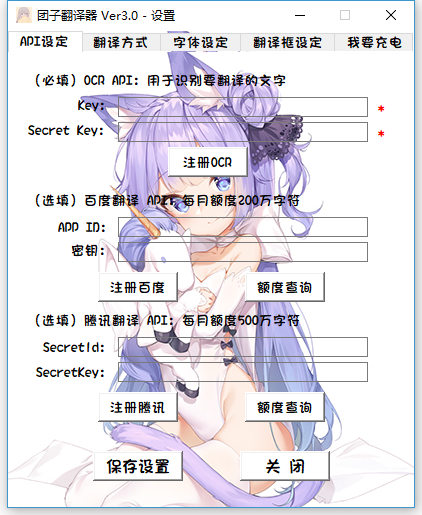 团子翻译器 Ver3.0 - 设置
API设定 翻译方式 字体设定 翻译框设定 我要充电
（必填）OCR API：用于识别要翻译的文字
Key: *
Secret Key: *
注册OCR
（选填）百度翻译 API：每月额度200万字符
APP ID:
密钥:
注册百度 额度查询
（选填）腾讯翻译 API：每月额度500万字符
SecretId:
SecretKey:
注册腾讯 额度查询
保存设置 关 闭